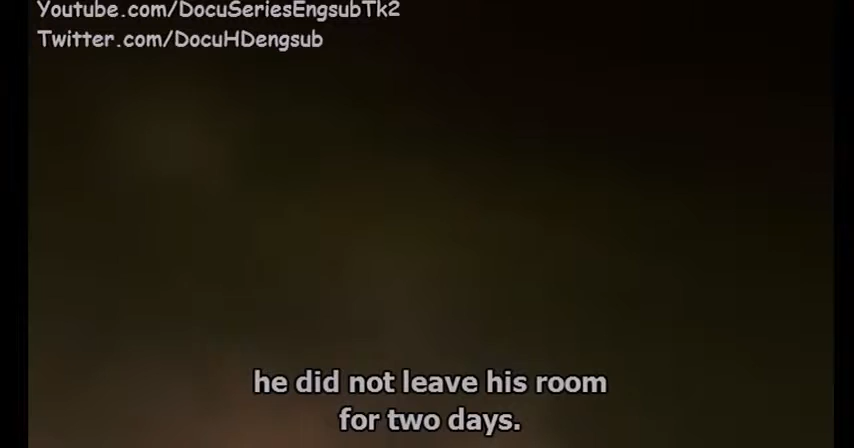 Youtube.com/DocuSeriesEngsubTk2
Twitter.com/DocuHDengsub
he did not leave his room
for two days.